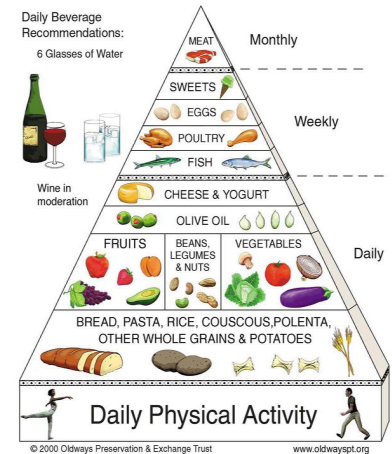 Daily Beverage
Recommendations:
6 Glasses of Water
Wine in
moderation
MEAT
Monthly
SWEETS
EGGS
POULTRY
FISH
Weekly
CHEESE & YOGURT
OLIVE OIL
FRUITS
BEANS,
LEGUMES
& NUTS
VEGETABLES
Daily
BREAD, PASTA, RICE, COUSCOUS,POLENTA,
OTHER WHOLE GRAINS & POTATOES
Daily Physical Activity
© 2000 Oldways Preservation & Exchange Trust
www.oldwayspt.org